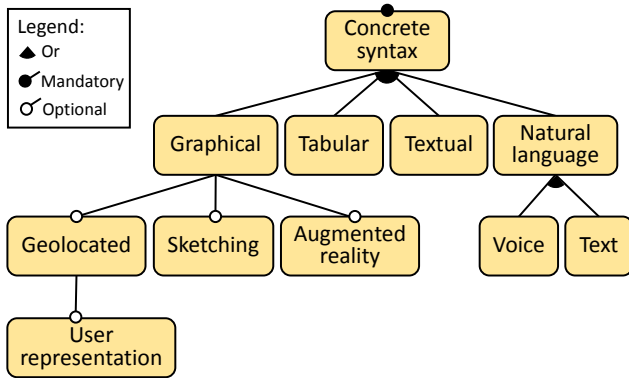 Legend:
Or
Mandatory
Optional
Concrete
syntax
Graphical
Tabular
Textual
Natural
language
Geolocated
Sketching
Augmented
reality
Voice
Text
User
representation